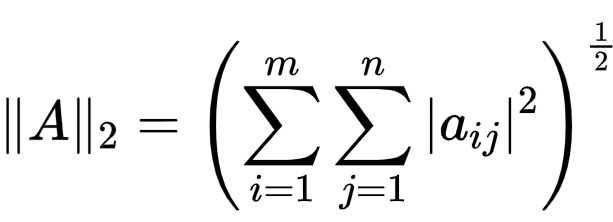 ‖A‖₂ = (∑_{i=1}^{m} ∑_{j=1}^{n} |a_{ij}|²)^{1/2}